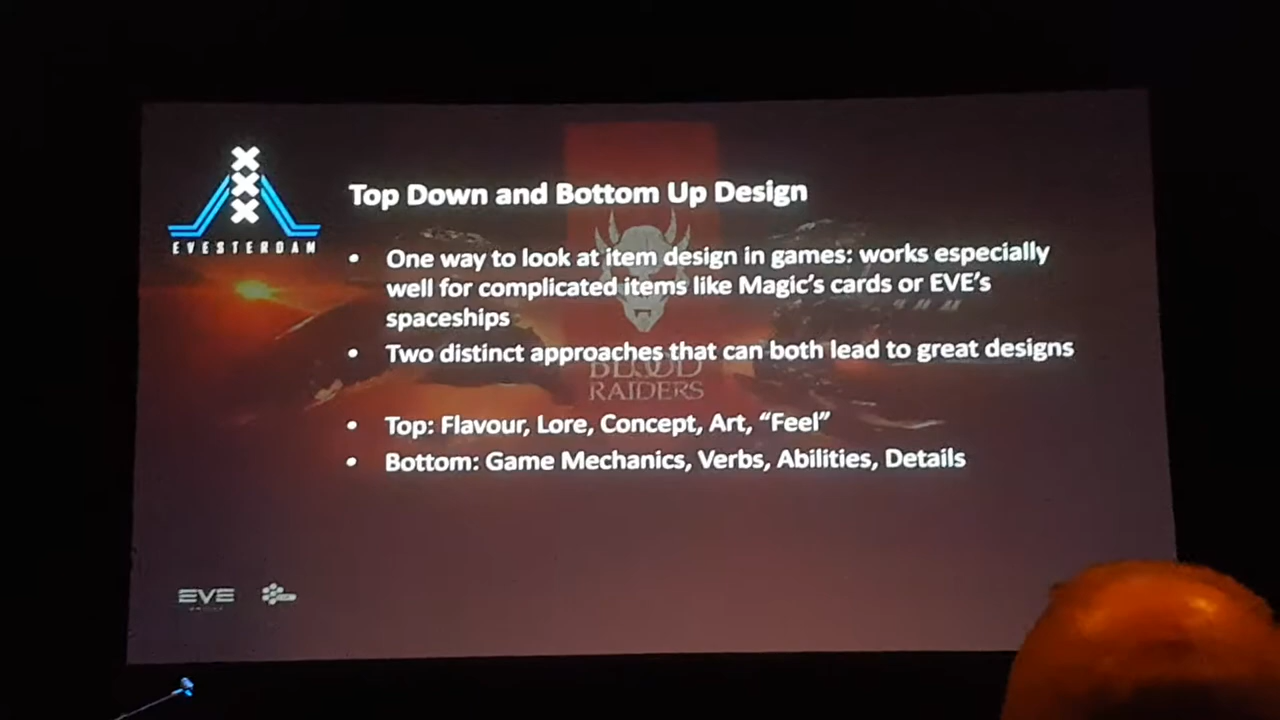 XXX
EVESTERDAM
Top Down and Bottom Up Design
• One way to look at item design in games: works especially
well for complicated items like Magic's cards or EVE's
spaceships
• Two distinct approaches that can both lead to great designs
BLOOD
RAIDERS
• Top: Flavour, Lore, Concept, Art, “Feel”
• Bottom: Game Mechanics, Verbs, Abilities, Details
EVE